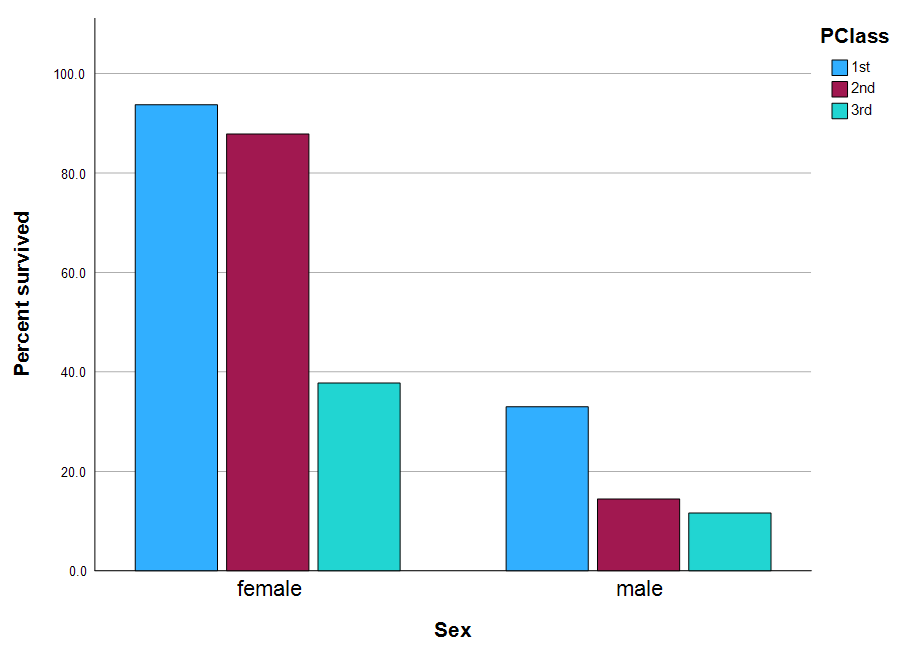 PClass
1st
2nd
3rd
Percent survived
100.0
80.0
60.0
40.0
20.0
0.0
female
male
Sex